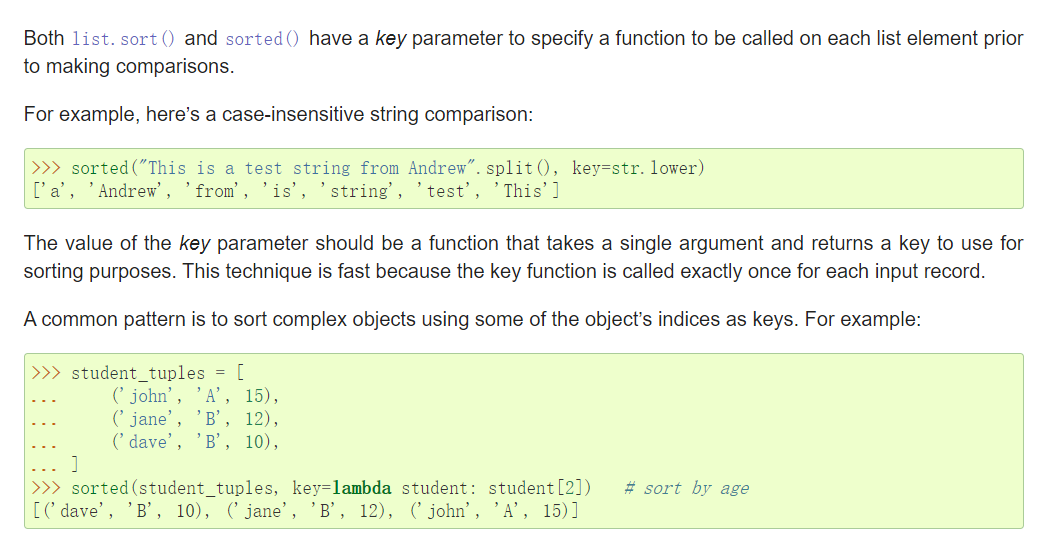 Both list.sort() and sorted() have a key parameter to specify a function to be called on each list element prior
to making comparisons.
For example, here’s a case-insensitive string comparison:
>>> sorted("This is a test string from Andrew".split(), key=str.lower)
['a', 'Andrew', 'from', 'is', 'string', 'test', 'This']
The value of the key parameter should be a function that takes a single argument and returns a key to use for
sorting purposes. This technique is fast because the key function is called exactly once for each input record.
A common pattern is to sort complex objects using some of the object’s indices as keys. For example:
>>> student_tuples = [
...     ('john', 'A', 15),
...     ('jane', 'B', 12),
...     ('dave', 'B', 10),
... ]
>>> sorted(student_tuples, key=lambda student: student[2])   # sort by age
[('dave', 'B', 10), ('jane', 'B', 12), ('john', 'A', 15)]